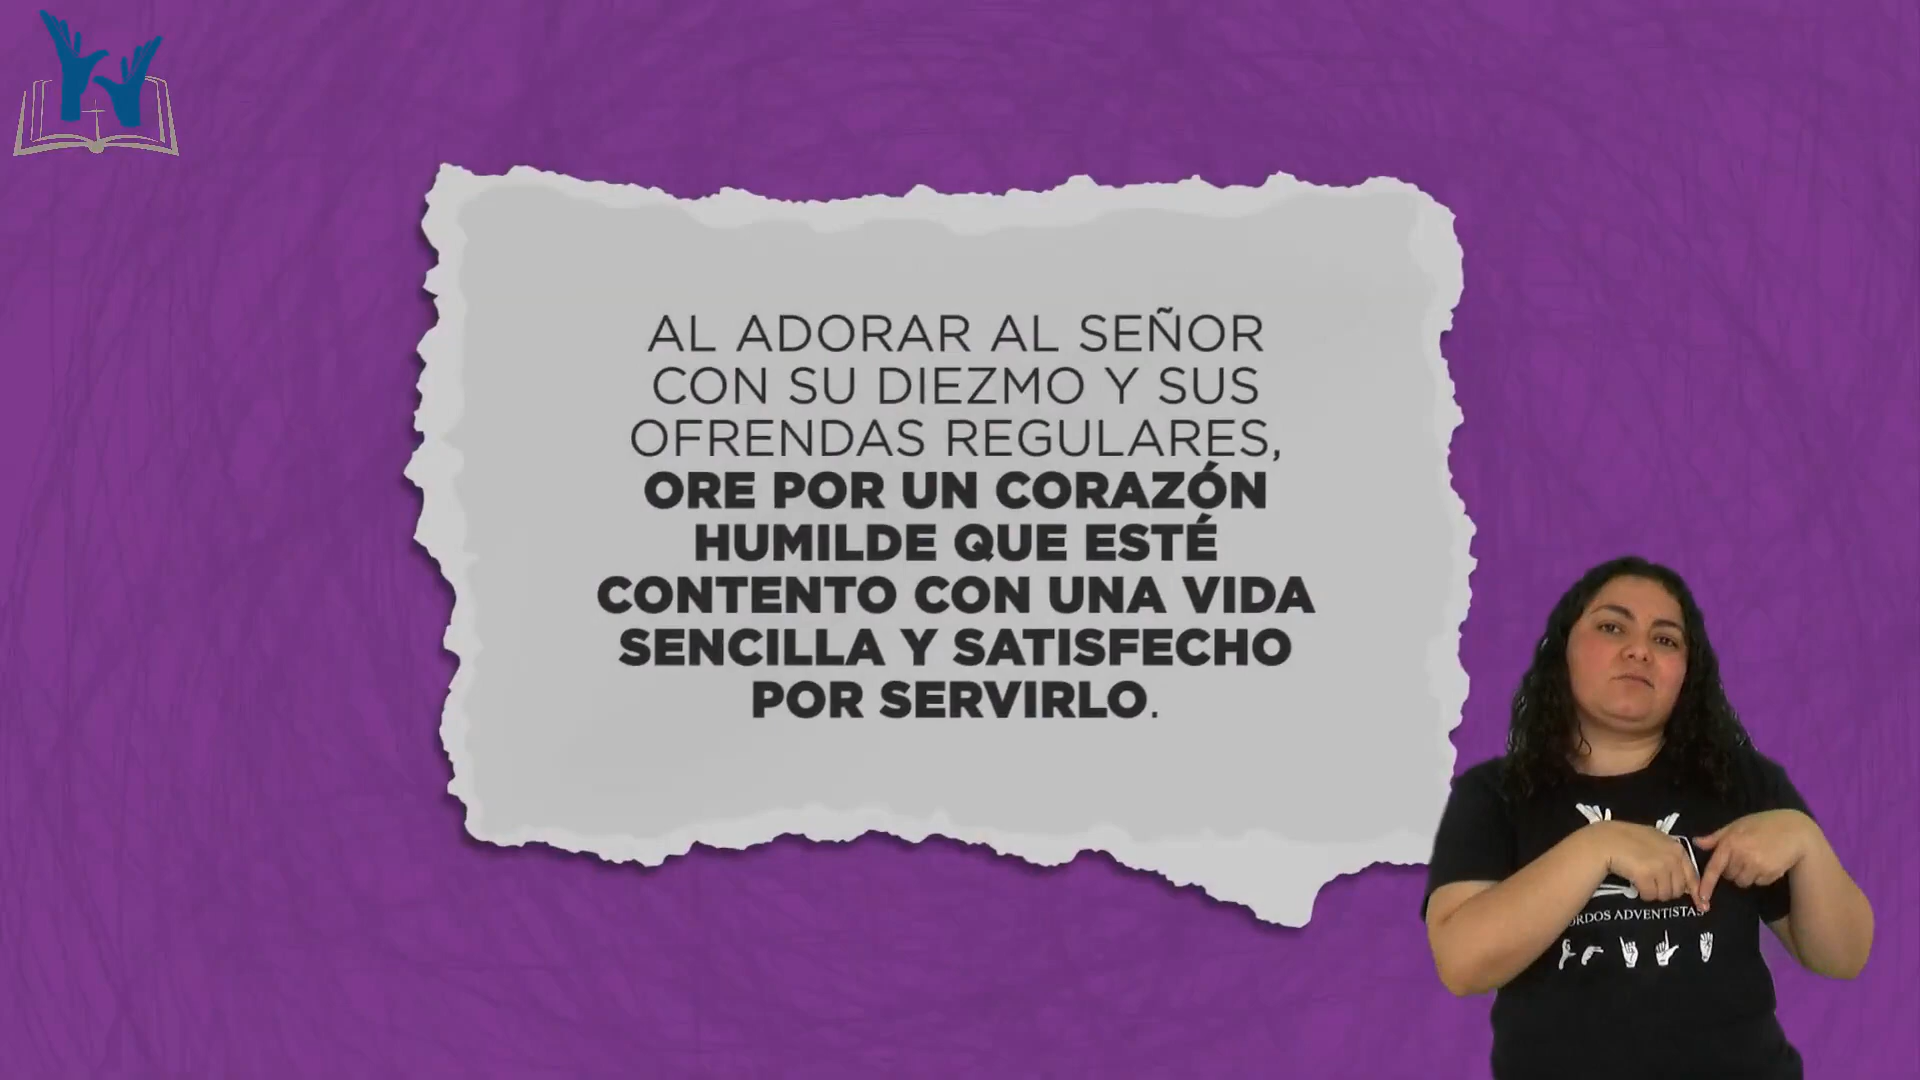 AL ADORAR AL SEÑOR
CON SU DIEZMO Y SUS
OFRENDAS REGULARES,
ORE POR UN CORAZÓN
HUMILDE QUE ESTÉ
CONTENTO CON UNA VIDA
SENCILLA Y SATISFECHO
POR SERVIRLO.
ADVENTISTAS